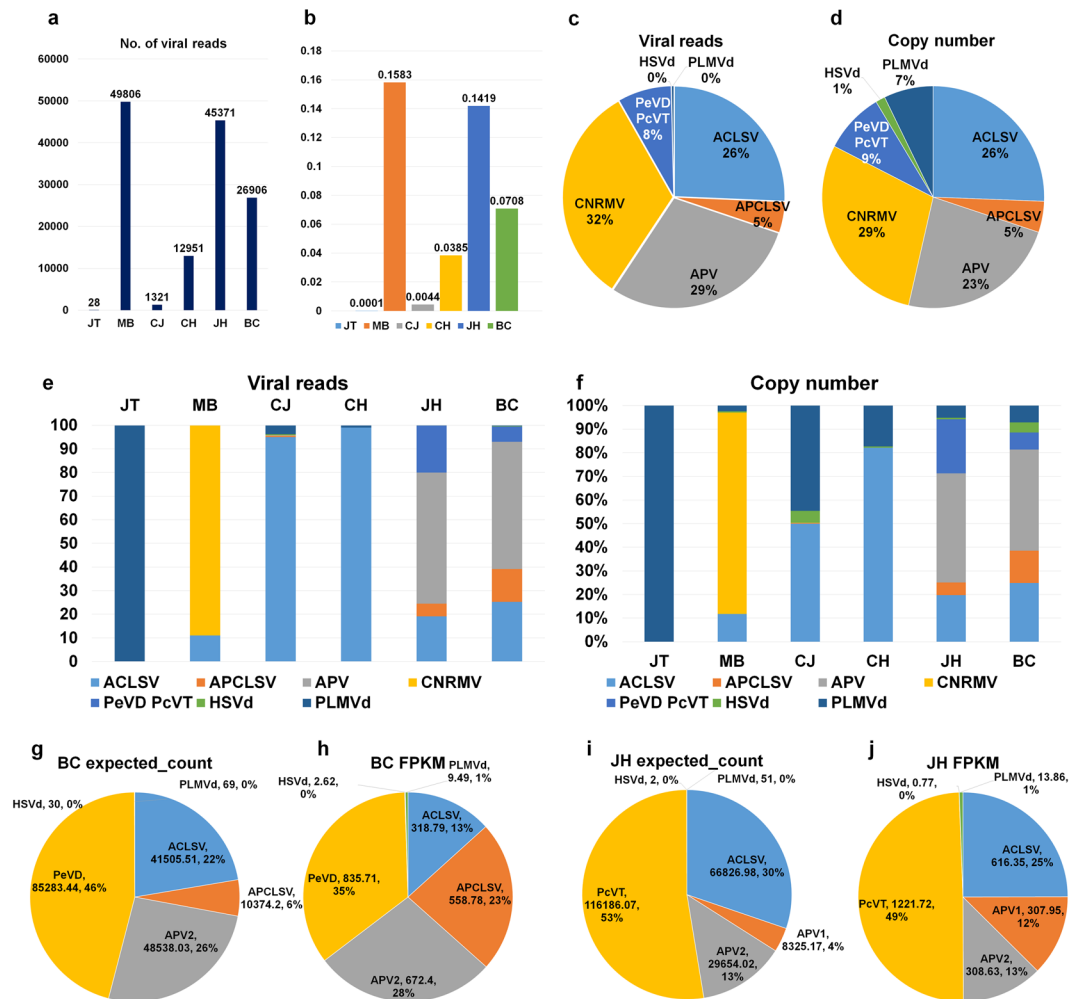 a
No. of viral reads
60000
50000
40000
30000
20000
10000
0
28
49806
1321
12951
45371
26906
JT MB CJ CH JH BC
b
0.18
0.16
0.14
0.12
0.1
0.08
0.06
0.04
0.02
0
0.0001
0.1583
0.0044
0.0385
0.1419
0.0708
JT MB CJ CH JH BC
c
Viral reads
HSVd
0%
PLMVd
0%
PeVD
PcVT
8%
ACLSV
26%
CNRMV
32%
APCLSV
5%
APV
29%
d
Copy number
PLMVd
7%
HSVd
1%
PeVD
PcVT
9%
ACLSV
26%
CNRMV
29%
APCLSV
5%
APV
23%
e
Viral reads
JT MB CJ CH JH BC
100
90
80
70
60
50
40
30
20
10
0
ACLSV APCLSV APV CNRMV
PeVD PcVT HSVd PLMVd
f
Copy number
100%
90%
80%
70%
60%
50%
40%
30%
20%
10%
0%
JT MB CJ CH JH BC
ACLSV APCLSV APV CNRMV
PeVD PcVT HSVd PLMVd
g
BC expected_count
PLMVd, 69, 0%
HSVd, 30, 0%
ACLSV,
41505.51, 22%
PeVD,
85283.44, 46%
APCLSV,
10374.2, 6%
APV2,
48538.03, 26%
h
BC FPKM
HSVd, 2.62,
0%
PLMVd,
9.49, 1%
ACLSV,
318.79, 13%
PeVD, 835.71,
35%
APCLSV,
558.78, 23%
APV2, 672.4,
28%
i
JH expected_count
HSVd, 2, 0%
PLMVd, 51, 0%
ACLSV,
66826.98, 30%
PcVT,
116186.07,
53%
APV1,
8325.17, 4%
APV2,
29654.02,
13%
j
JH FPKM
HSVd, 0.77,
0%
PLMVd, 13.86,
1%
ACLSV,
616.35, 25%
PcVT, 1221.72,
49%
APV1, 307.95,
12%
APV2,
308.63, 13%